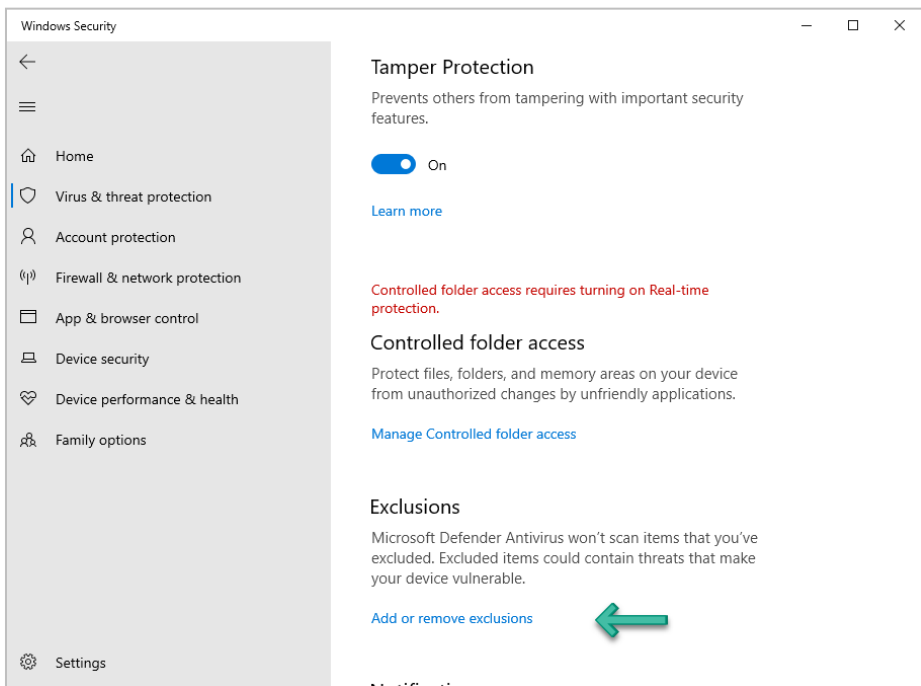 Windows Security
Home
Virus & threat protection
Account protection
Firewall & network protection
App & browser control
Device security
Device performance & health
Family options
Settings
Tamper Protection
Prevents others from tampering with important security
features.
On
Learn more
Controlled folder access requires turning on Real-time
protection.
Controlled folder access
Protect files, folders, and memory areas on your device
from unauthorized changes by unfriendly applications.
Manage Controlled folder access
Exclusions
Microsoft Defender Antivirus won't scan items that you've
excluded. Excluded items could contain threats that make
your device vulnerable.
Add or remove exclusions